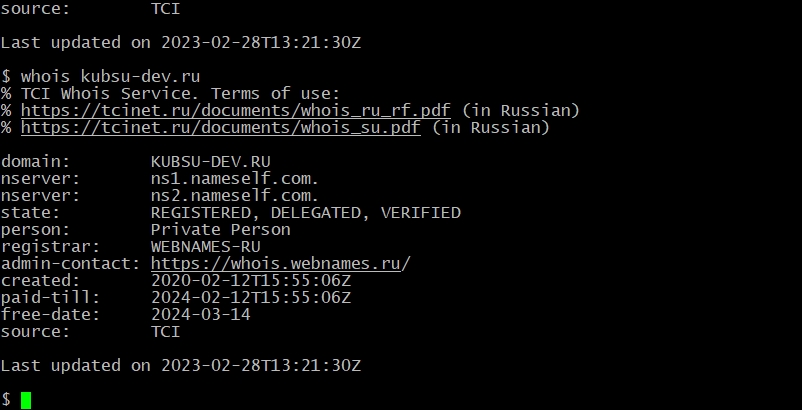 source:        TCI
Last updated on 2023-02-28T13:21:30Z
$ whois kubsu-dev.ru
% TCI Whois Service. Terms of use:
% https://tcinet.ru/documents/whois_ru_rf.pdf (in Russian)
% https://tcinet.ru/documents/whois_su.pdf (in Russian)
domain:        KUBSU-DEV.RU
nserver:       ns1.nameself.com.
nserver:       ns2.nameself.com.
state:         REGISTERED, DELEGATED, VERIFIED
person:        Private Person
registrar:     WEBNAMES-RU
admin-contact: https://whois.webnames.ru/
created:       2020-02-12T15:55:06Z
paid-till:     2024-02-12T15:55:06Z
free-date:     2024-03-14
source:        TCI
Last updated on 2023-02-28T13:21:30Z
$